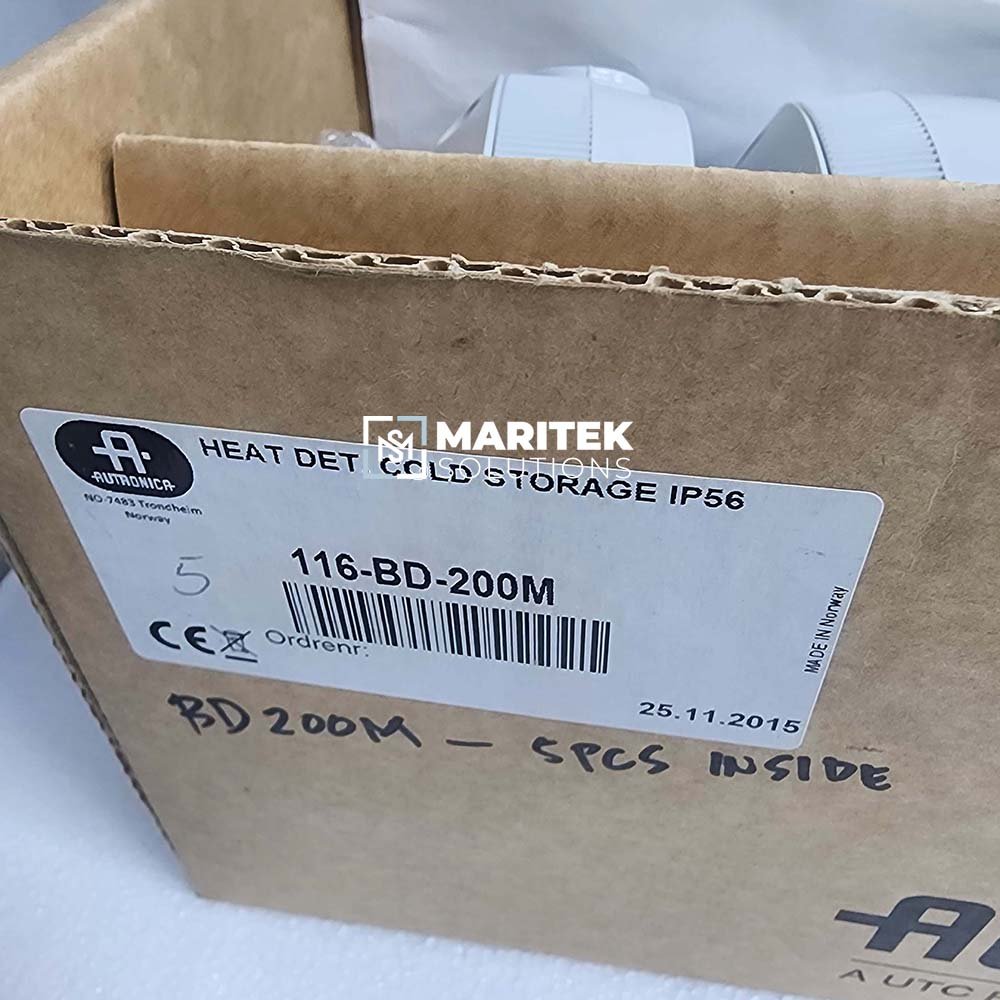 MARITEK
SOLUTIONS
AUTRONICA
NO-7483 Trondheim
Norway
HEAT DET. COLD STORAGE IP56
5
116-BD-200M
CE
Ordrenr:
MADE IN Norway
25.11.2015
BD200M - 5PCS INSIDE
A UTC